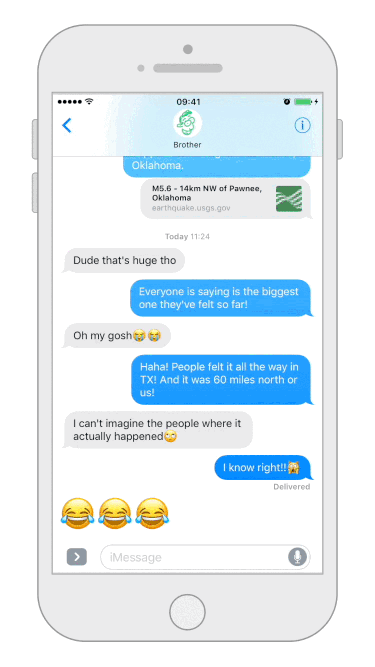 09:41
Brother
Oklahoma.
M5.6 - 14km NW of Pawnee,
Oklahoma
earthquake.usgs.gov
Today 11:24
Dude that's huge tho
Everyone is saying is the biggest
one they've felt so far!
Oh my gosh😭😭
Haha! People felt it all the way in
TX! And it was 60 miles north or
us!
I can't imagine the people where it
actually happened🙄
I know right!!🙀
Delivered
😂😂😂
iMessage